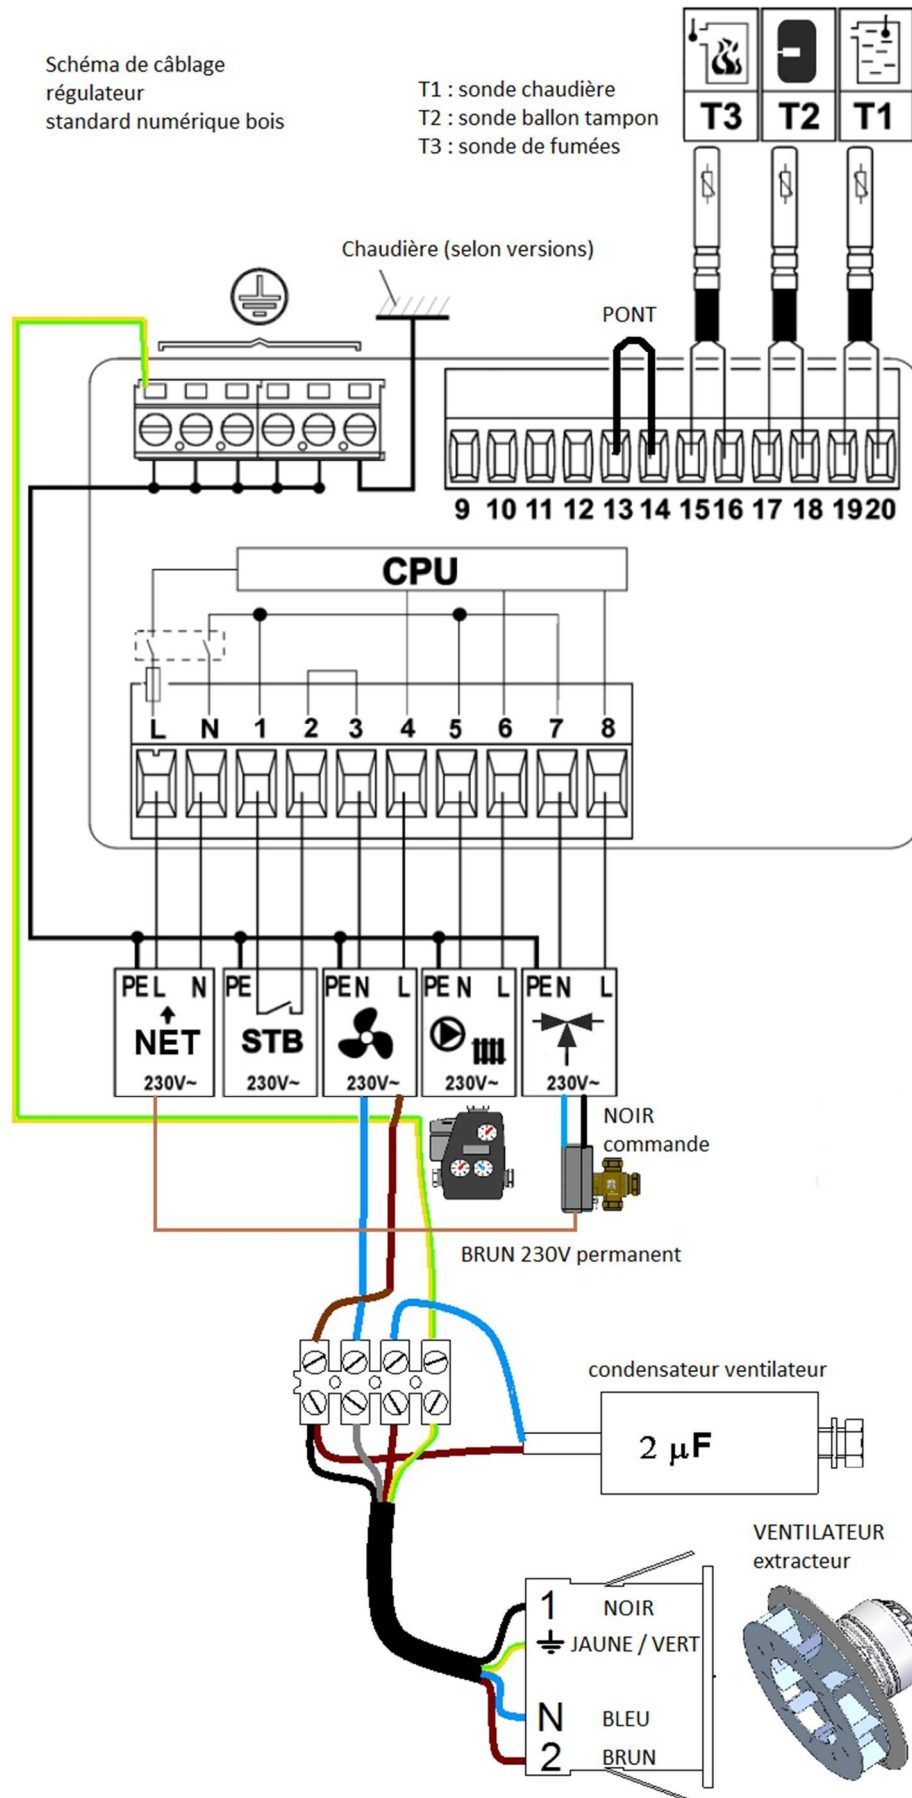 Schéma de câblage
régulateur
standard numérique bois
T1 : sonde chaudière
T2 : sonde ballon tampon
T3 : sonde de fumées
T3 T2 T1
Chaudière (selon versions)
PONT
9 10 11 12 13 14 15 16 17 18 19 20
CPU
L N 1 2 3 4 5 6 7 8
PE L N PE PE N L PE N L PE N L
NET STB
230V~ 230V~ 230V~ 230V~ 230V~
NOIR
commande
BRUN 230V permanent
condensateur ventilateur
2 µF
VENTILATEUR
extracteur
1 NOIR
JAUNE / VERT
N BLEU
2 BRUN